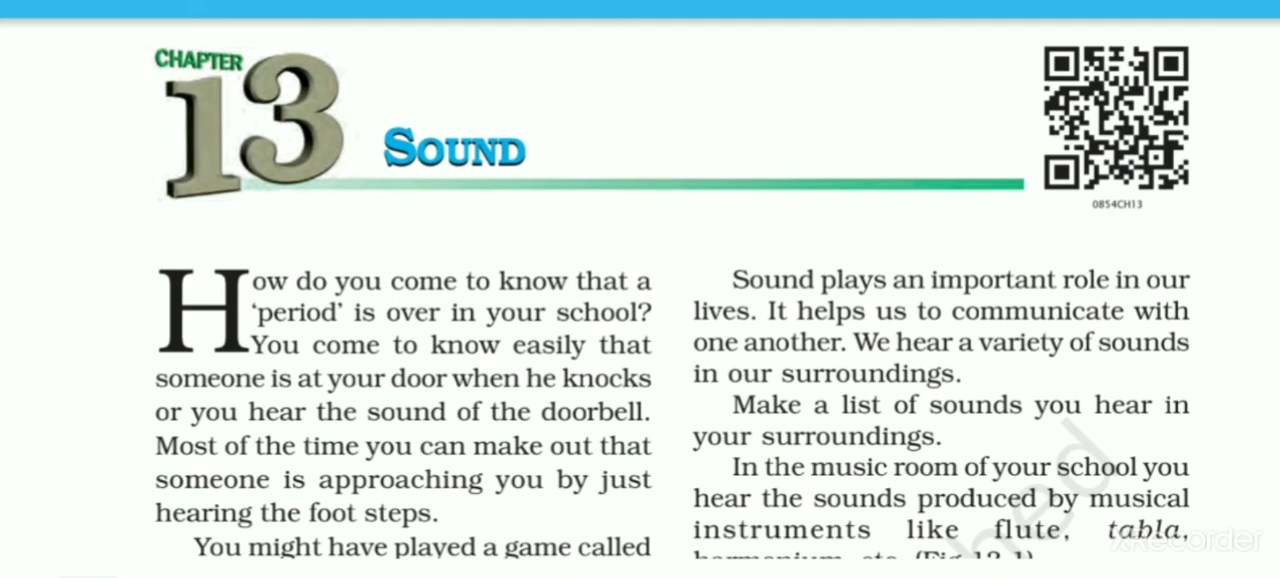 CHAPTER
13
SOUND
0854CH13
How do you come to know that a
‘period’ is over in your school?
You come to know easily that
someone is at your door when he knocks
or you hear the sound of the doorbell.
Most of the time you can make out that
someone is approaching you by just
hearing the foot steps.
You might have played a game called
Sound plays an important role in our
lives. It helps us to communicate with
one another. We hear a variety of sounds
in our surroundings.
Make a list of sounds you hear in
your surroundings.
In the music room of your school you
hear the sounds produced by musical
instruments like flute, tabla,
XRecorder